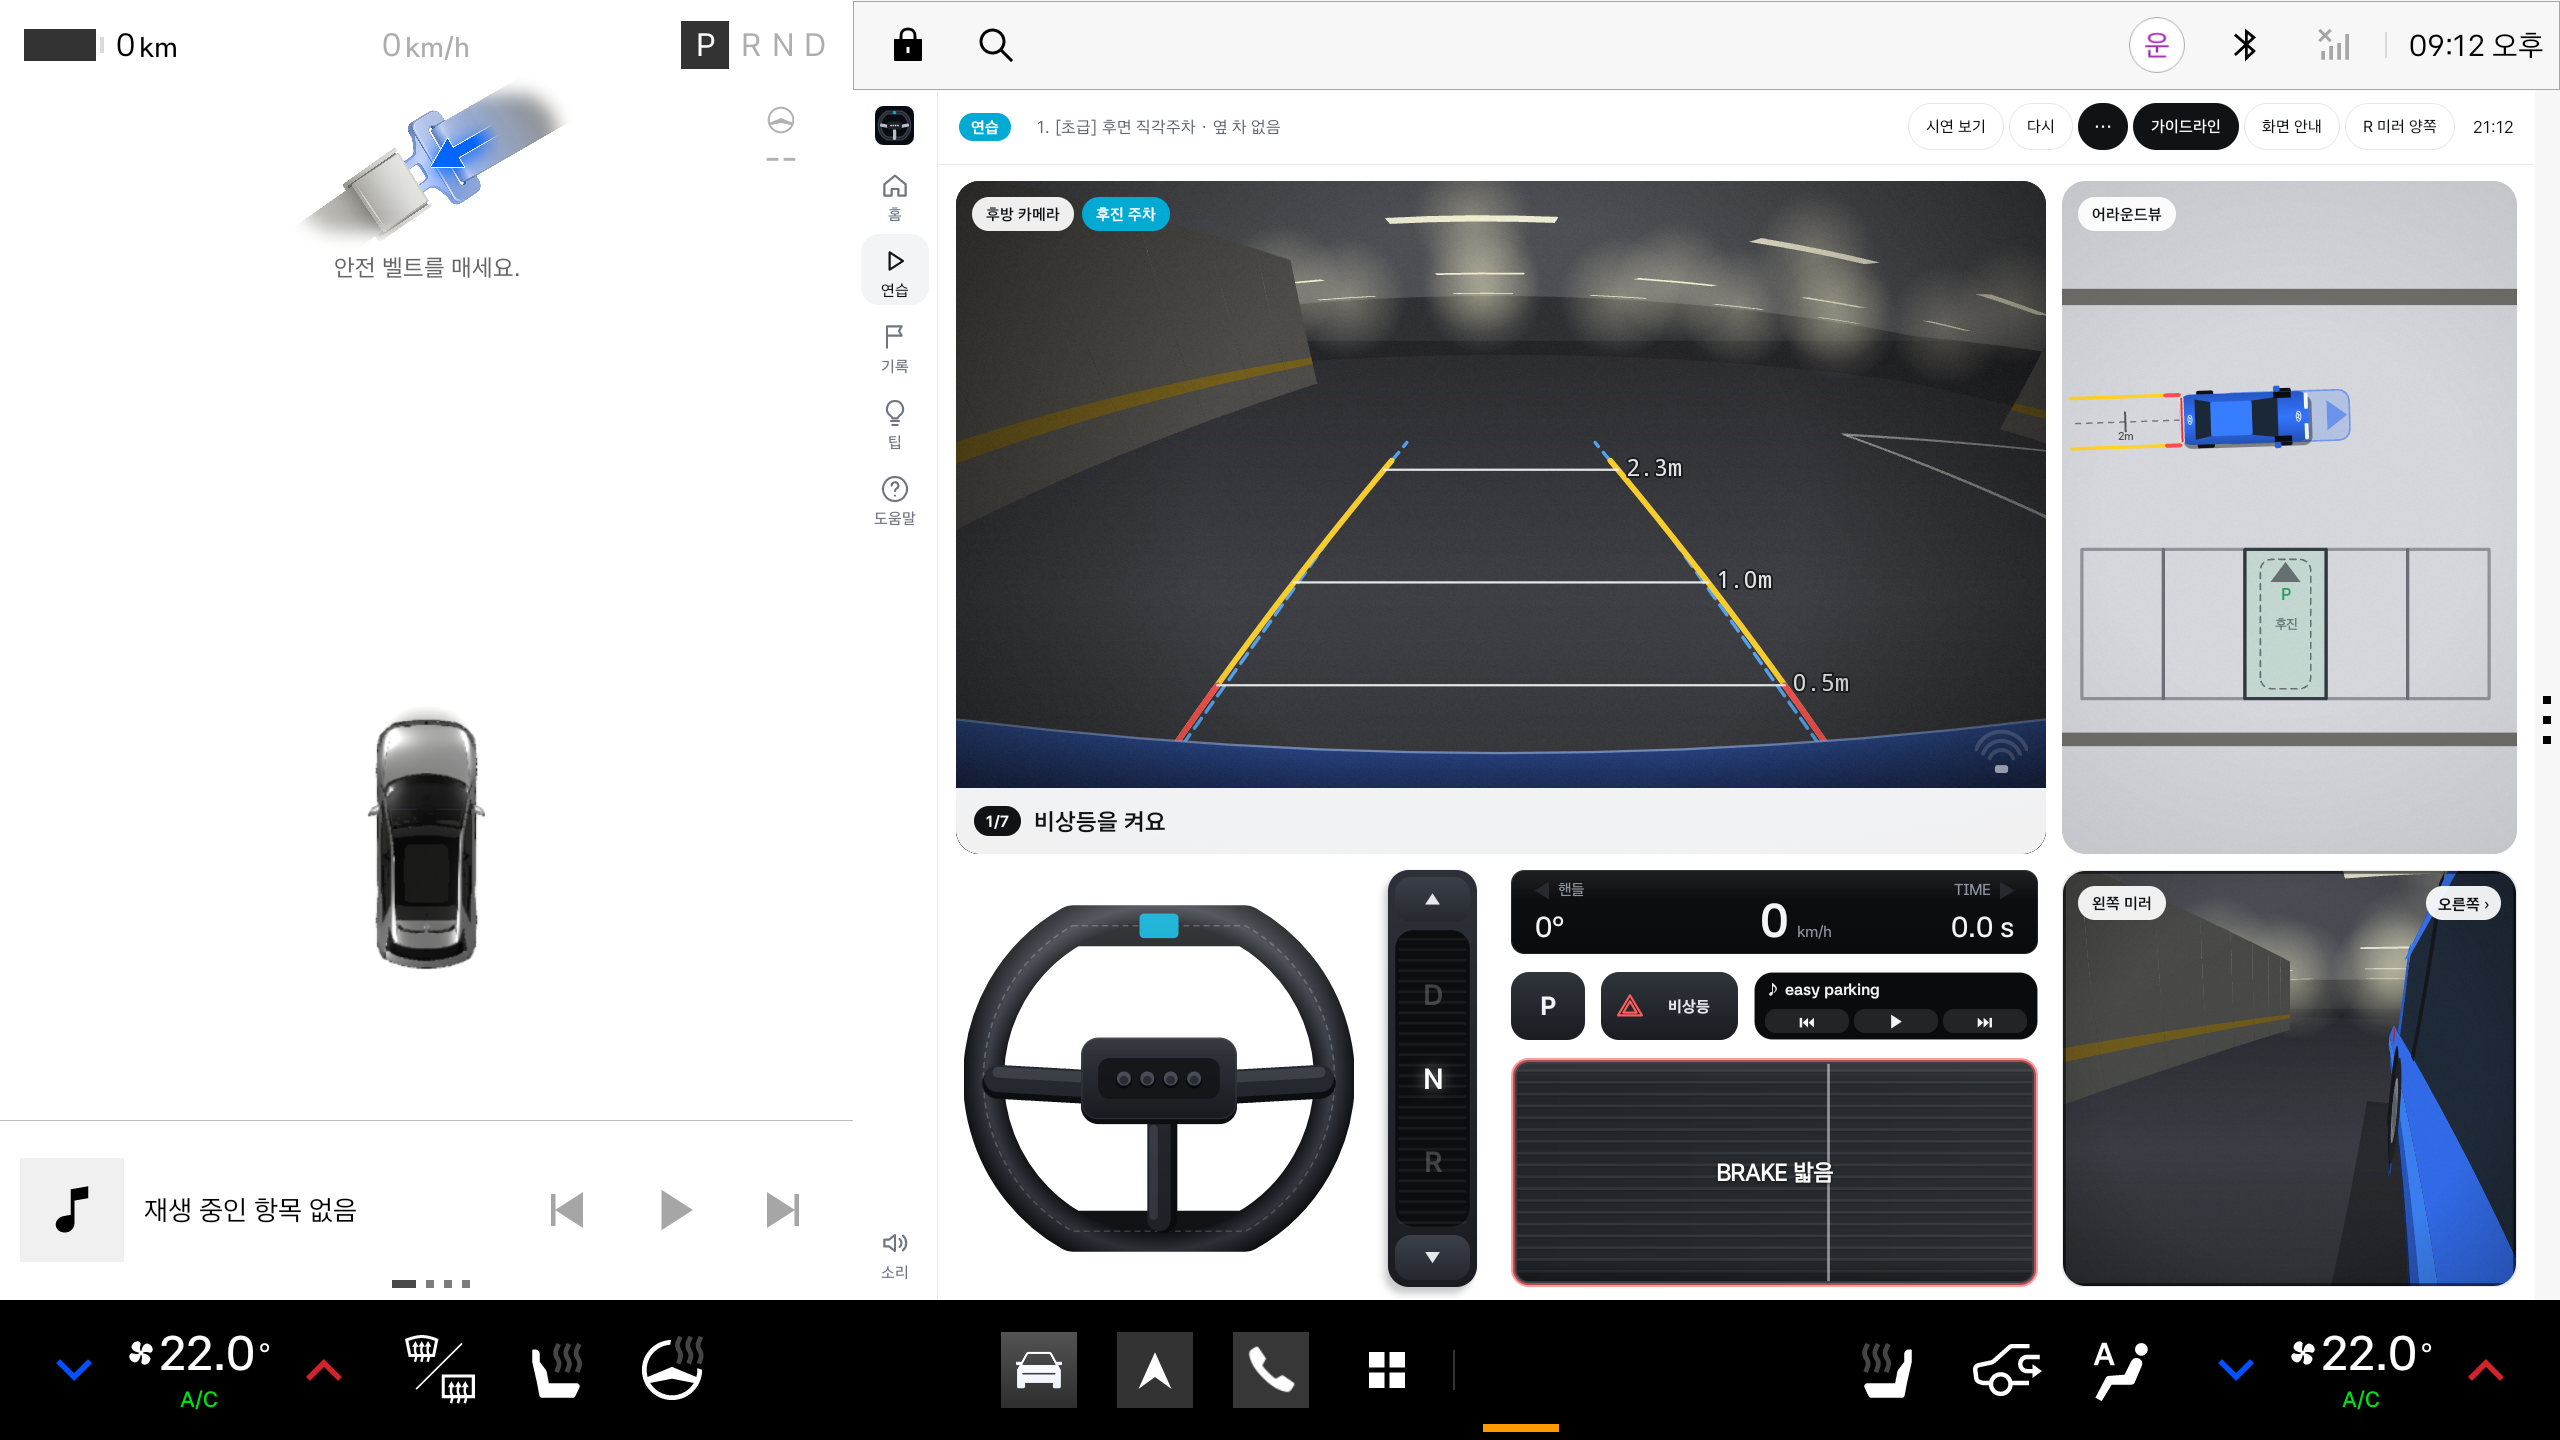 0 km
0 km/h
P R N D
운
09:12 오후
안전 벨트를 매세요.
재생 중인 항목 없음
홈
연습
기록
팁
도움말
소리
연습
1. [초급] 후면 직각주차 · 옆 차 없음
시연 보기
다시
···
가이드라인
화면 안내
R 미러 양쪽
21:12
후방 카메라
후진 주차
2.3m
1.0m
0.5m
1/7 비상등을 켜요
어라운드뷰
2m
P
후진
D
N
R
핸들
0°
0 km/h
TIME
0.0 s
P
비상등
♪ easy parking
BRAKE 밟음
왼쪽 미러
오른쪽 ›
22.0°
A/C
A
22.0°
A/C